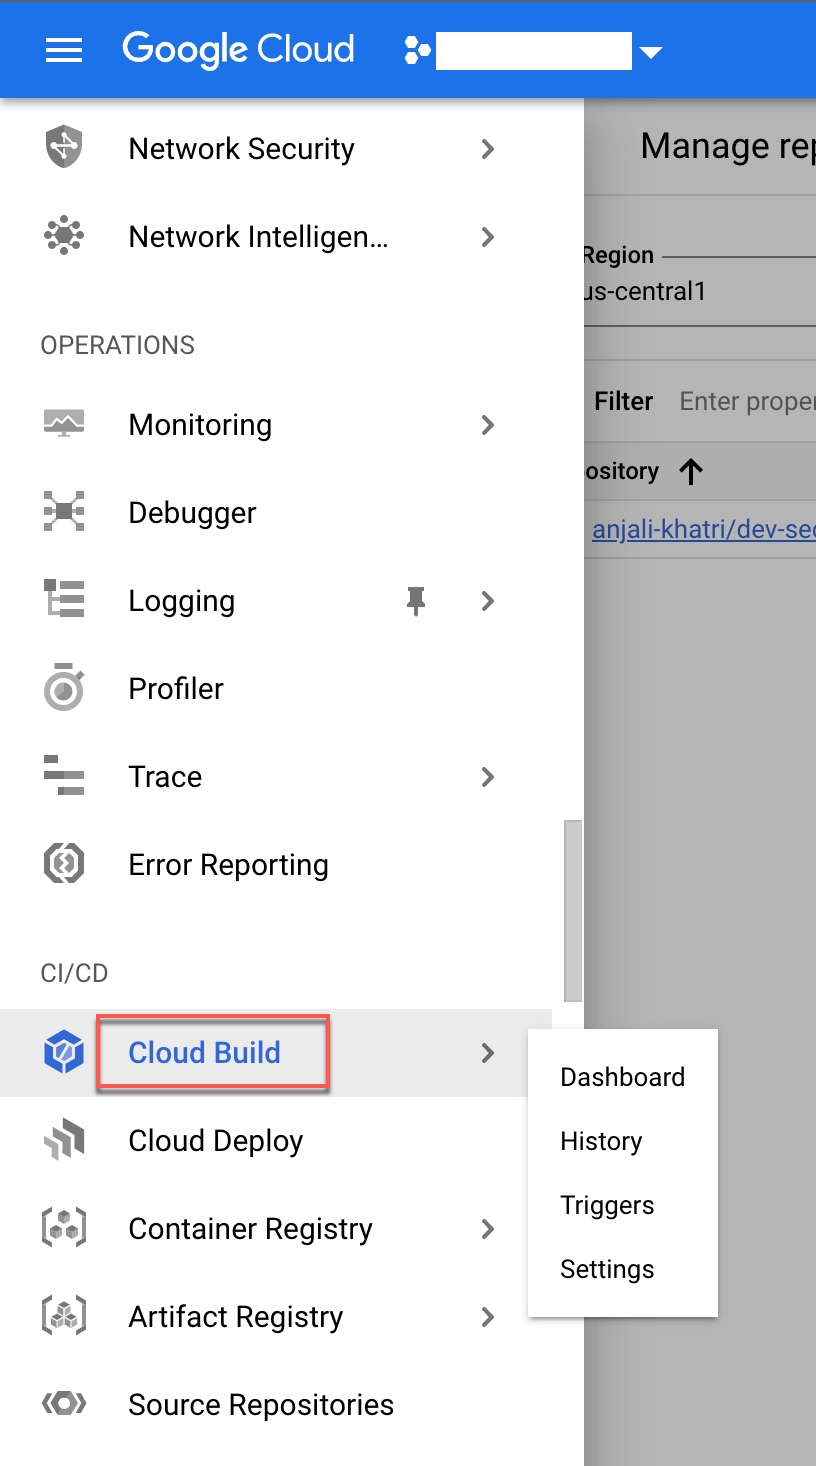 Google Cloud
Network Security
Network Intelligen...
OPERATIONS
Monitoring
Debugger
Logging
Profiler
Trace
Error Reporting
CI/CD
Cloud Build
Cloud Deploy
Container Registry
Artifact Registry
Source Repositories
Dashboard
History
Triggers
Settings
Manage rep
Region
us-central1
Filter Enter proper
ository
anjali-khatri/dev-sec